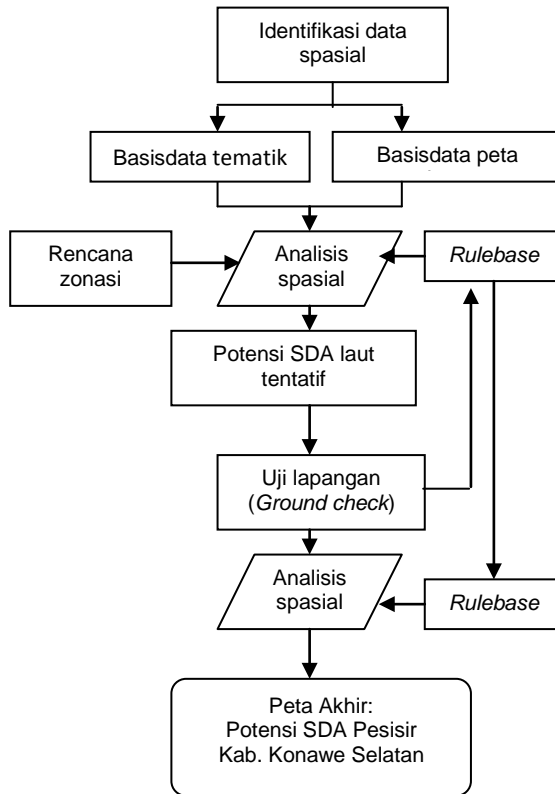 Identifikasi data
spasial
Basisdata tematik
Basisdata peta
Rencana
zonasi
Analisis
spasial
Rulebase
Potensi SDA laut
tentatif
Uji lapangan
(Ground check)
Analisis
spasial
Rulebase
Peta Akhir:
Potensi SDA Pesisir
Kab. Konawe Selatan